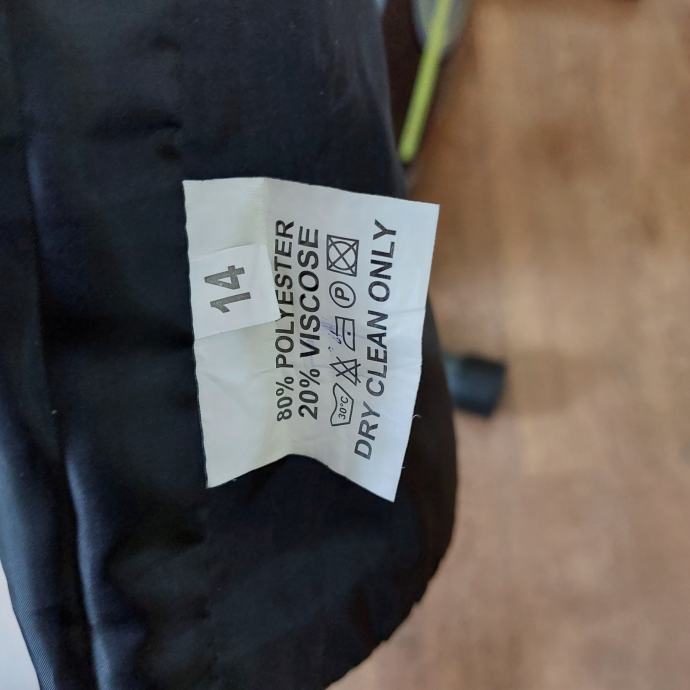 14
80% POLYESTER
20% VISCOSE
30°C P
DRY CLEAN ONLY